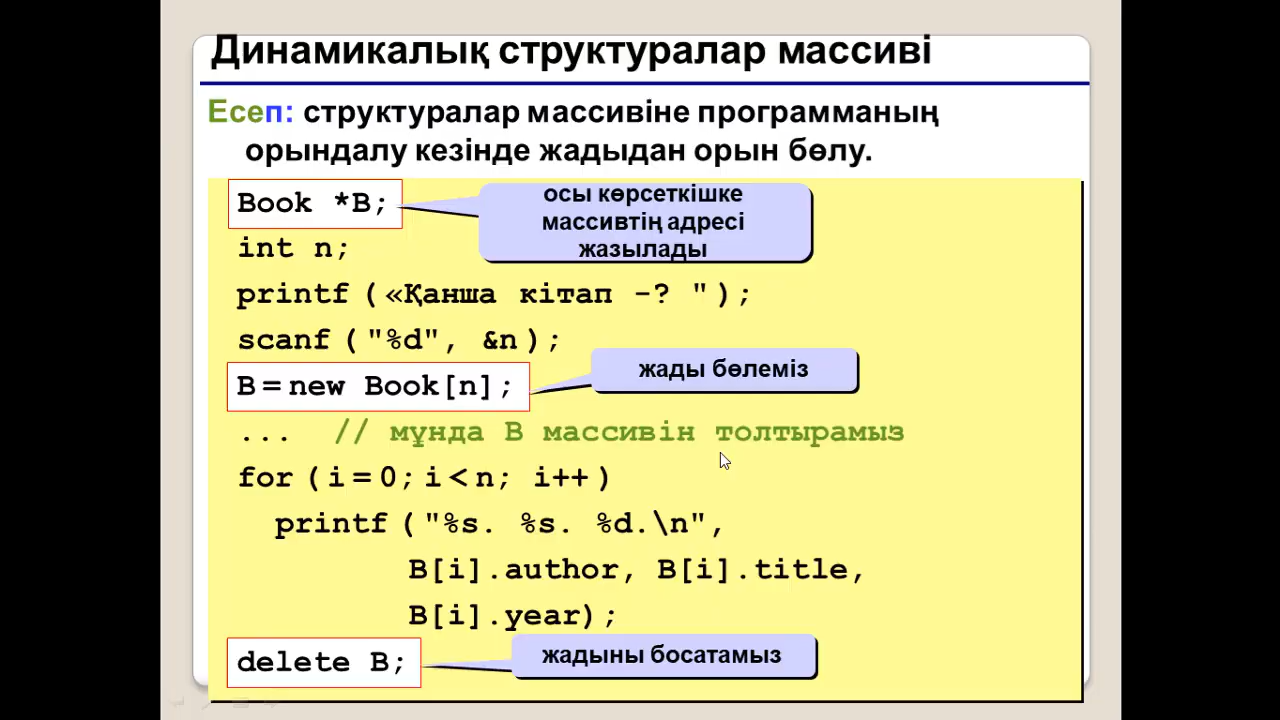 Динамикалық структуралар массиві
Есеп: структуралар массивіне программаның
орындалу кезінде жадыдан орын бөлу.
Book *B;
осы көрсеткішке
массивтің адресі
жазылады
int n;
printf ( «Қанша кітап -? " );
scanf ( "%d", &n );
B = new Book[n];
жады бөлеміз
... // мұнда B массивін толтырамыз
for ( i = 0; i < n; i++ )
printf ( "%s. %s. %d.\n",
B[i].author, B[i].title,
B[i].year);
delete B;
жадыны босатамыз